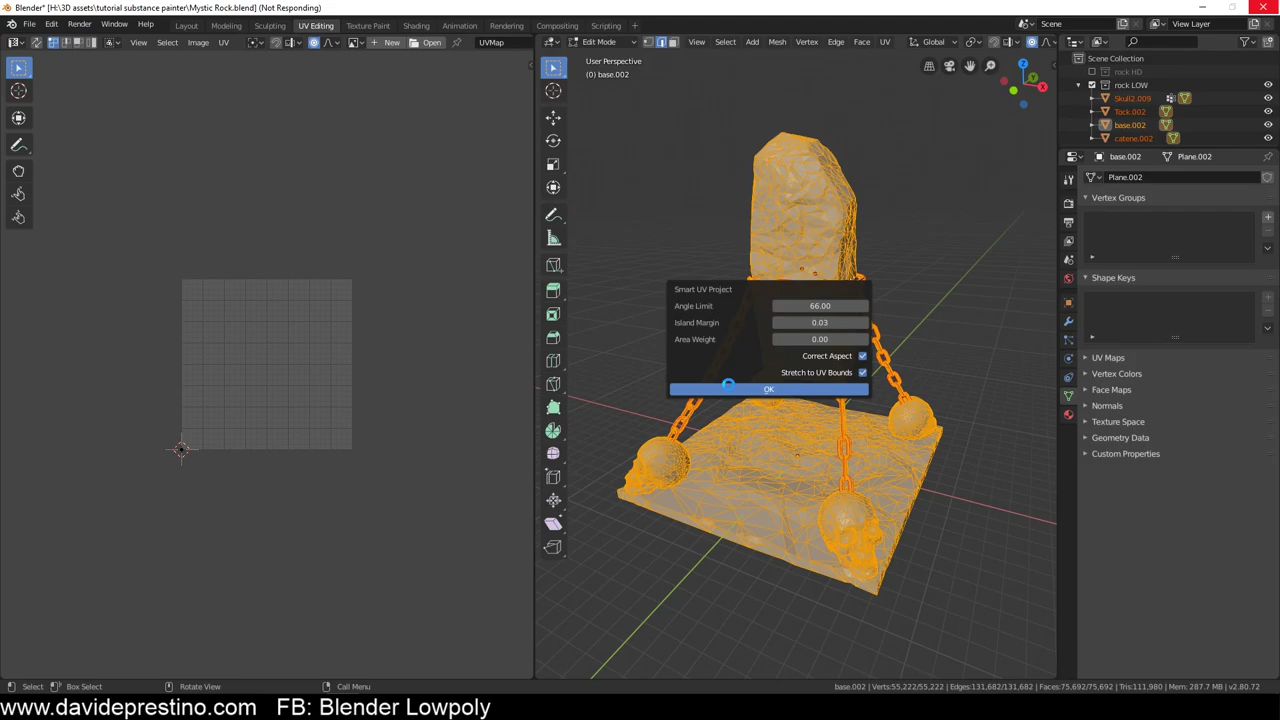 Blender* [H:\3D assets\tutorial substance painter\Mystic Rock.blend] (Not Responding)
File Edit Render Window Help Layout Modeling Sculpting UV Editing Texture Paint Shading Animation Rendering Compositing Scripting Scene View Layer
View Select Image UV New Open UVMap Edit Mode View Select Add Mesh Vertex Edge Face UV Global
User Perspective
(0) base.002
Scene Collection
rock HD
rock LOW
Skull2.009
Tock.002
base.002
catene.002
base.002 Plane.002
Plane.002
Vertex Groups
Shape Keys
UV Maps
Vertex Colors
Face Maps
Normals
Texture Space
Geometry Data
Custom Properties
Smart UV Project
Angle Limit 66.00
Island Margin 0.03
Area Weight 0.00
Correct Aspect
Stretch to UV Bounds
OK
Select Box Select Rotate View Call Menu base.002 | Verts:55,222/55,222 | Edges:131,682/131,682 | Faces:75,692/75,692 | Tris:111,980 | Mem: 287.7 MB | v2.80.72
www.davideprestino.com FB: Blender Lowpoly